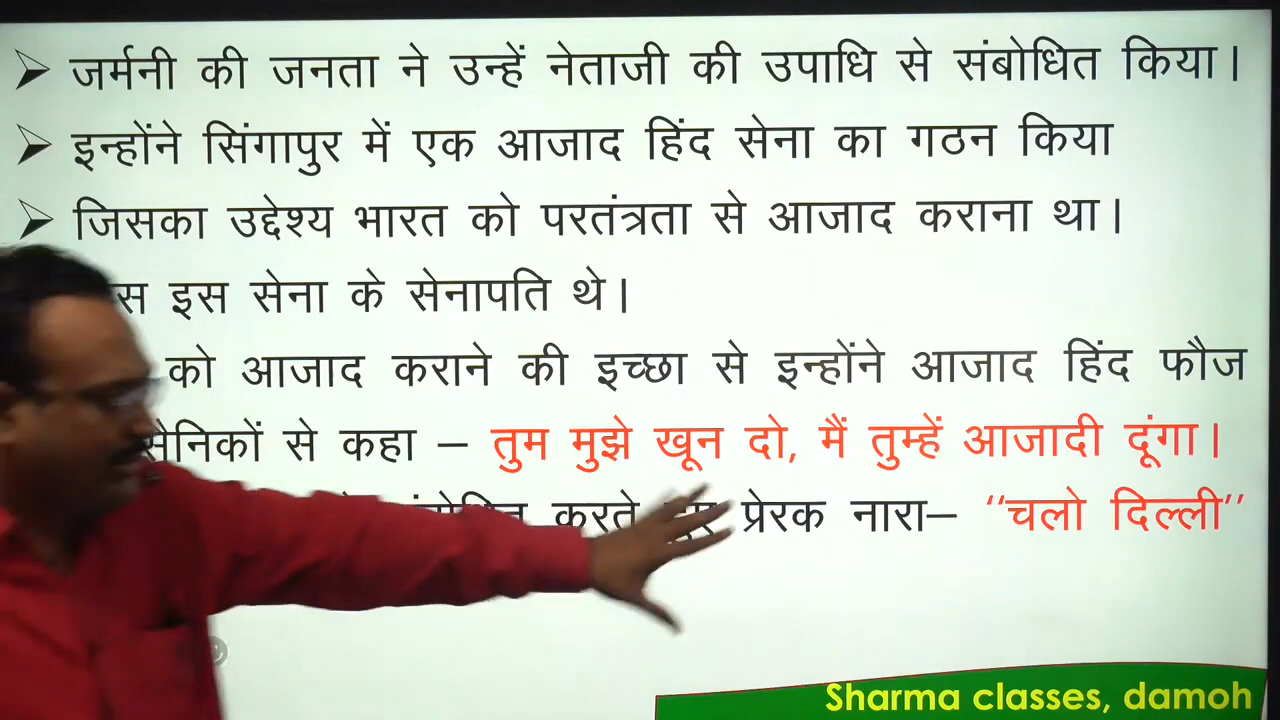 जर्मनी की जनता ने उन्हें नेताजी की उपाधि से संबोधित किया।
इन्होंने सिंगापुर में एक आजाद हिंद सेना का गठन किया
जिसका उद्देश्य भारत को परतंत्रता से आजाद कराना था।
इस सेना के सेनापति थे।
को आजाद कराने की इच्छा से इन्होंने आजाद हिंद फौज
सैनिकों से कहा – तुम मुझे खून दो, मैं तुम्हें आजादी दूंगा।
करते हुए प्रेरक नारा– ‘‘चलो दिल्ली’’
Sharma classes, damoh